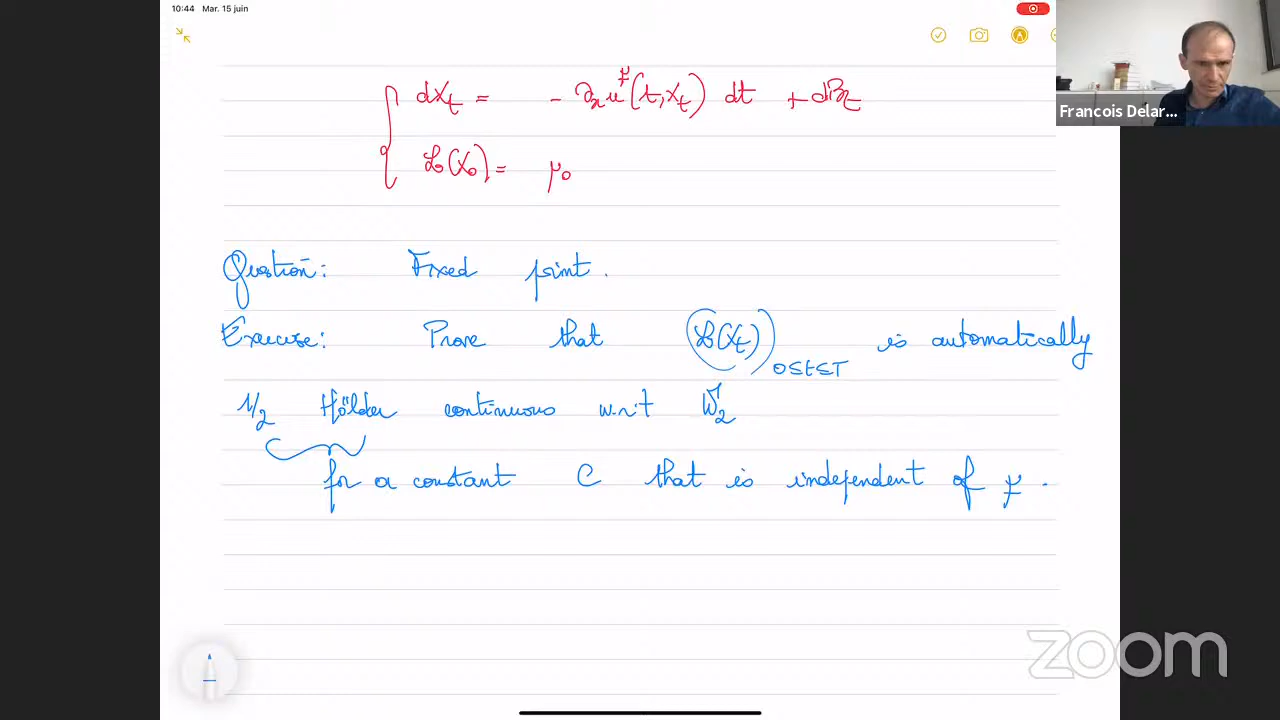 10:44 Mar. 15 juin
dX_t = - ∂_x u^μ (t, X_t) dt + dB_t
Francois Delar...
L(X_0) = μ_0
Question: Fixed point.
Exercise: Prove that (L(X_t))_{0≤t≤T} is automatically
1/2 Hölder continuous w.r.t W_2
for a constant C that is independent of μ.
zoom